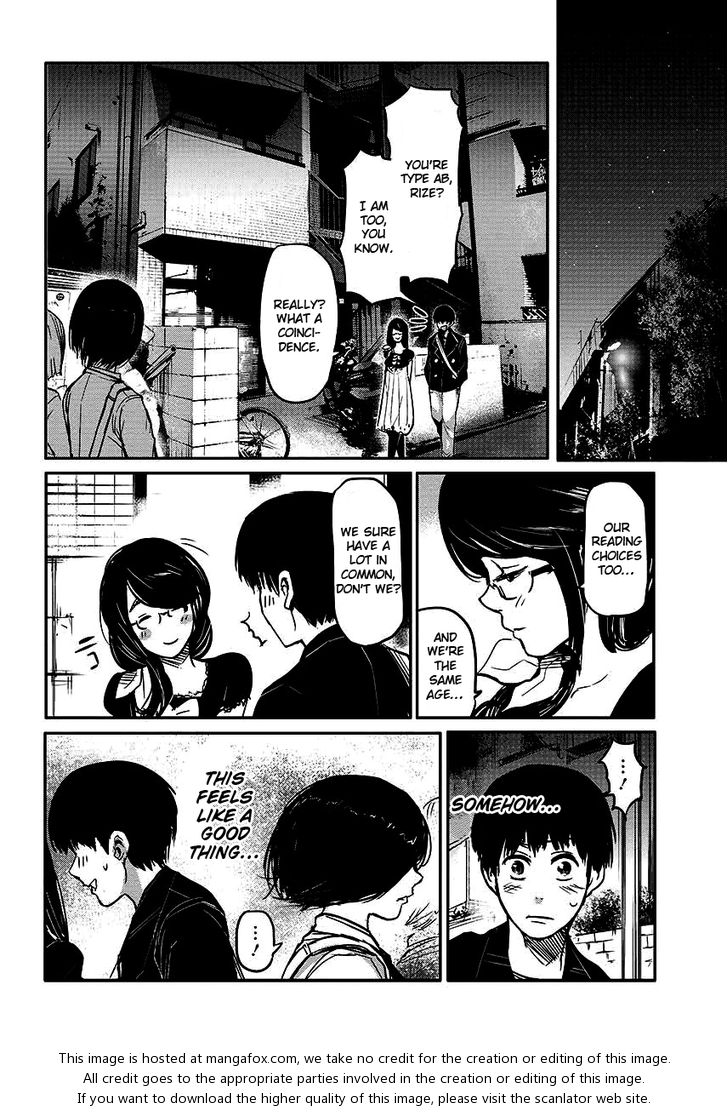 YOU'RE
TYPE AB,
RIZE?
I AM
TOO,
YOU
KNOW.
REALLY?
WHAT A
COINCI-
DENCE.
OUR
READING
CHOICES
TOO...
AND
WE'RE
THE
SAME
AGE...
WE SURE
HAVE A
LOT IN
COMMON,
DON'T WE?
...!
SOMEHOW...
THIS
FEELS
LIKE A
GOOD
THING...
...!
This image is hosted at mangafox.com, we take no credit for the creation or editing of this image.
All credit goes to the appropriate parties involved in the creation or editing of this image.
If you want to download the higher quality of this image, please visit the scanlator web site.